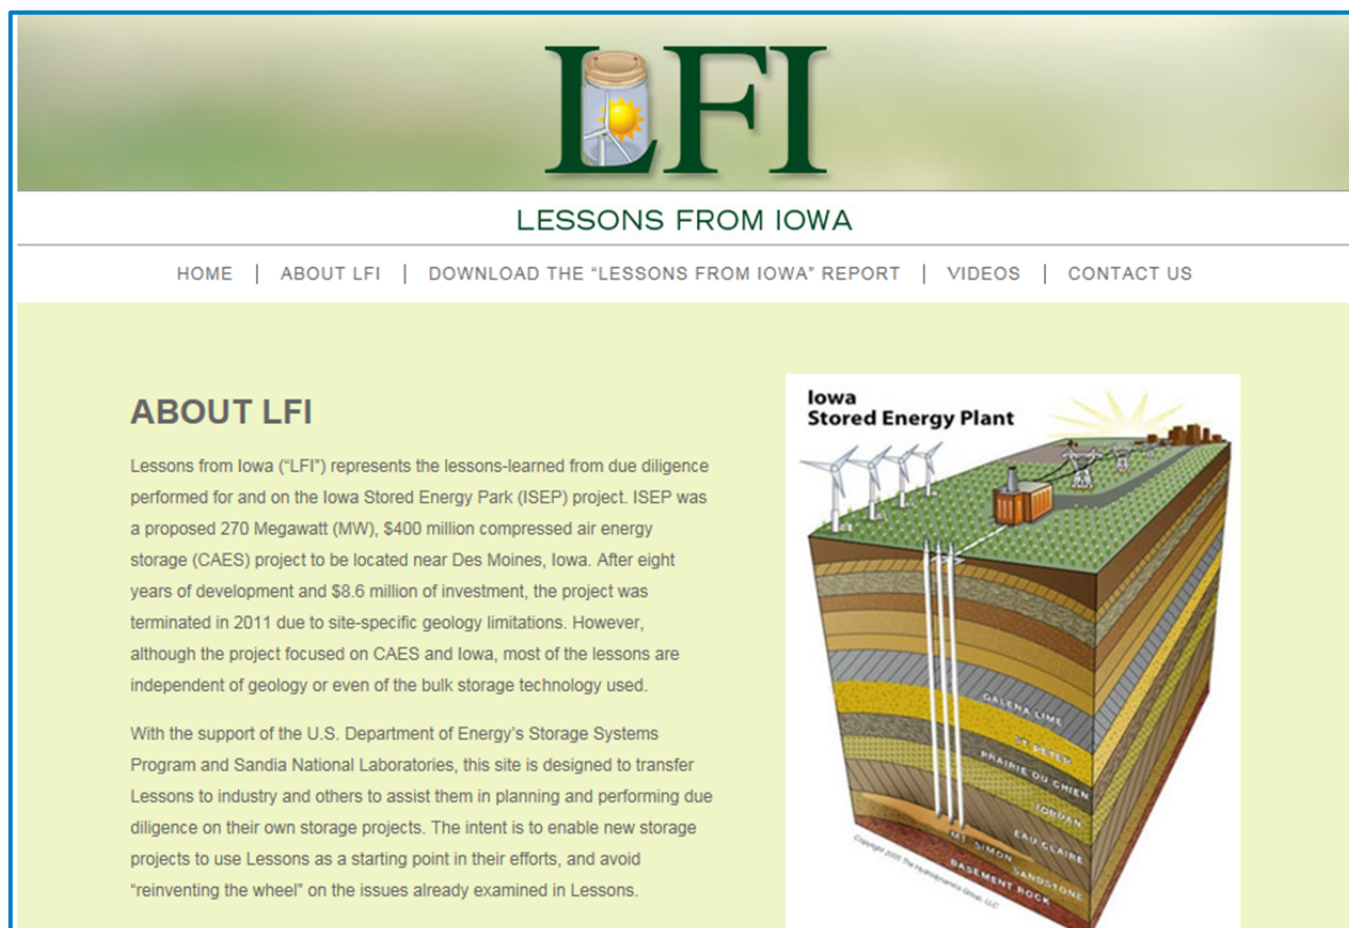 LFI
LESSONS FROM IOWA
HOME | ABOUT LFI | DOWNLOAD THE “LESSONS FROM IOWA” REPORT | VIDEOS | CONTACT US
ABOUT LFI
Lessons from Iowa (“LFI”) represents the lessons-learned from due diligence
performed for and on the Iowa Stored Energy Park (ISEP) project. ISEP was
a proposed 270 Megawatt (MW), $400 million compressed air energy
storage (CAES) project to be located near Des Moines, Iowa. After eight
years of development and $8.6 million of investment, the project was
terminated in 2011 due to site-specific geology limitations. However,
although the project focused on CAES and Iowa, most of the lessons are
independent of geology or even of the bulk storage technology used.
With the support of the U.S. Department of Energy’s Storage Systems
Program and Sandia National Laboratories, this site is designed to transfer
Lessons to industry and others to assist them in planning and performing due
diligence on their own storage projects. The intent is to enable new storage
projects to use Lessons as a starting point in their efforts, and avoid
“reinventing the wheel” on the issues already examined in Lessons.
Iowa
Stored Energy Plant
GALENA LIME
ST. PETER
PRAIRIE DU CHIEN
JORDAN
EAU CLAIRE
MT. SIMON
SANDSTONE
BASEMENT ROCK
Copyright 2005 The Hydrodynamics Group, LLC